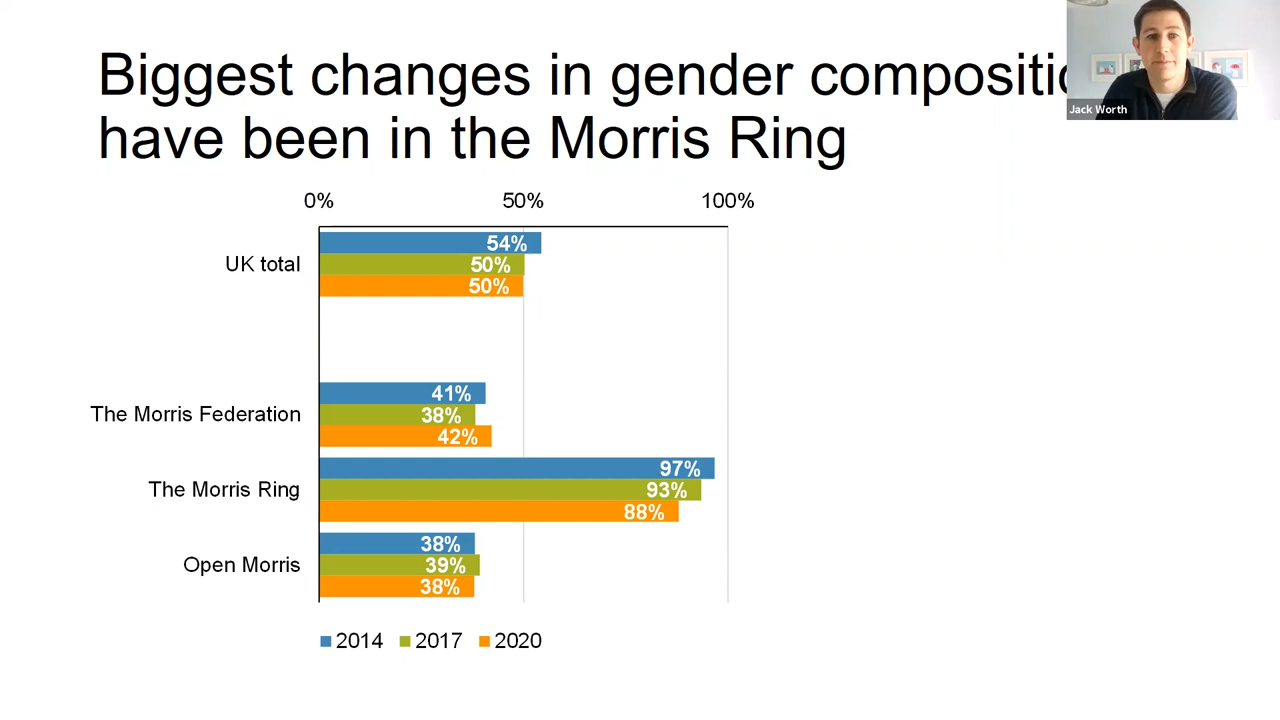 Biggest changes in gender
have been in the Morris Ring
Jack Worth
0% 50% 100%
54%
UK total 50%
50%
41%
The Morris Federation 38%
42%
97%
The Morris Ring 93%
88%
38%
Open Morris 39%
38%
2014 2017 2020